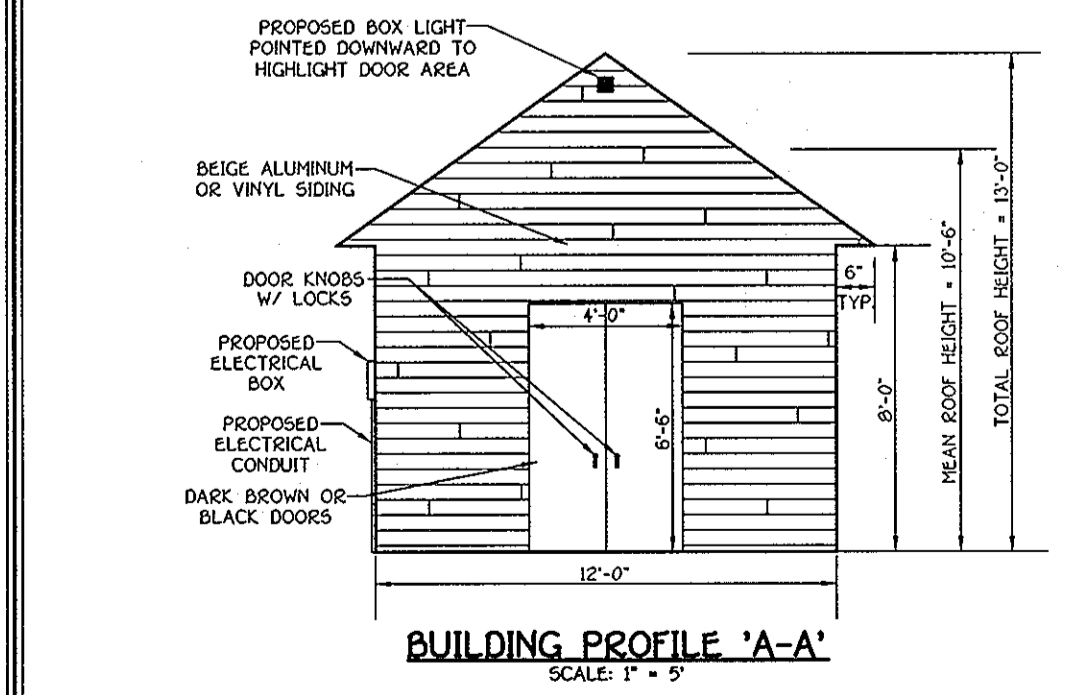 PROPOSED BOX LIGHT
POINTED DOWNWARD TO
HIGHLIGHT DOOR AREA
BEIGE ALUMINUM
OR VINYL SIDING
DOOR KNOBS
W/ LOCKS
PROPOSED
ELECTRICAL
BOX
PROPOSED
ELECTRICAL
CONDUIT
DARK BROWN OR
BLACK DOORS
4'-0"
6'-6"
6"
TYP.
8'-0"
MEAN ROOF HEIGHT = 10'-6"
TOTAL ROOF HEIGHT = 13'-0"
12'-0"
BUILDING PROFILE 'A-A'
SCALE: 1" = 5'